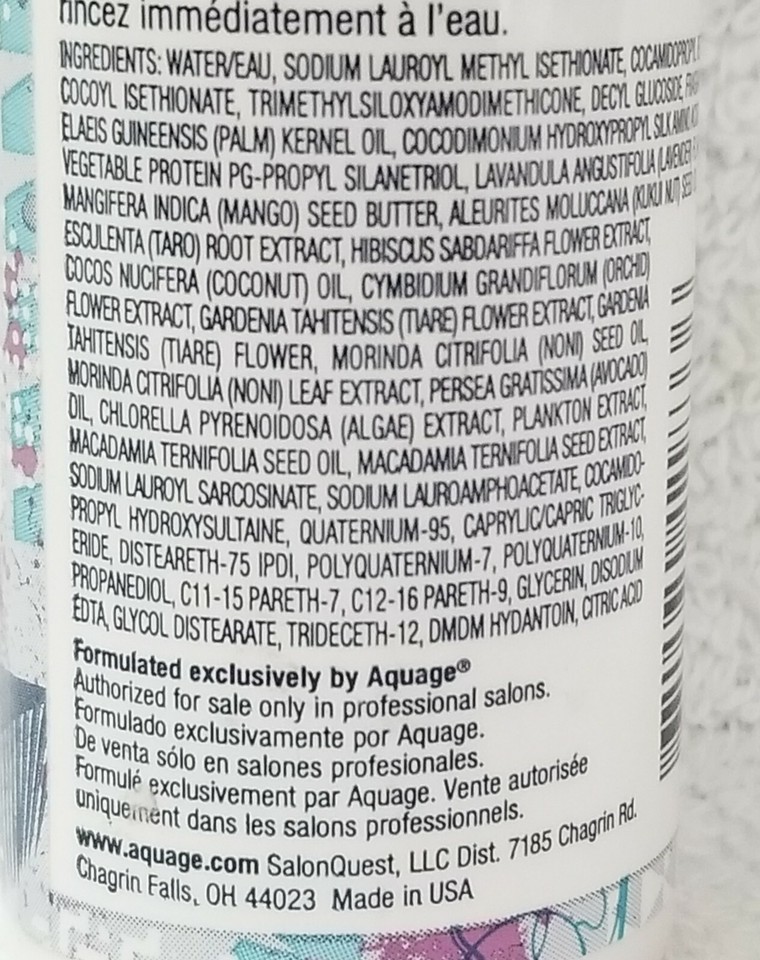 rincez immédiatement à l'eau.
INGREDIENTS: WATER/EAU, SODIUM LAUROYL METHYL ISETHIONATE,
COCOYL ISETHIONATE, TRIMETHYLSILOXYAMODIMETHICONE, DECYL GLUCOSIDE,
ELAEIS GUINEENSIS (PALM) KERNEL OIL, COCODIMONIUM HYDROXYPROPYL SILK AMINO
VEGETABLE PROTEIN PG-PROPYL SILANETRIOL, LAVANDULA ANGUSTIFOLIA (LAVENDER)
MANGIFERA INDICA (MANGO) SEED BUTTER, ALEURITES MOLUCCANA (KUKUI NUT) SEED
ESCULENTA (TARO) ROOT EXTRACT, HIBISCUS SABDARIFFA FLOWER EXTRACT,
COCOS NUCIFERA (COCONUT) OIL, CYMBIDIUM GRANDIFLORUM (ORCHID)
FLOWER EXTRACT, GARDENIA TAHITENSIS (TIARE) FLOWER EXTRACT, GARDENIA
TAHITENSIS (TIARE) FLOWER, MORINDA CITRIFOLIA (NONI) SEED OIL,
MORINDA CITRIFOLIA (NONI) LEAF EXTRACT, PERSEA GRATISSIMA (AVOCADO)
OIL, CHLORELLA PYRENOIDOSA (ALGAE) EXTRACT, PLANKTON EXTRACT,
MACADAMIA TERNIFOLIA SEED OIL, MACADAMIA TERNIFOLIA SEED EXTRACT,
SODIUM LAUROYL SARCOSINATE, SODIUM LAUROAMPHOACETATE, COCAMIDO-
PROPYL HYDROXYSULTAINE, QUATERNIUM-95, CAPRYLIC/CAPRIC TRIGLYC-
ERIDE, DISTEARETH-75 IPDI, POLYQUATERNIUM-7, POLYQUATERNIUM-10,
PROPANEDIOL, C11-15 PARETH-7, C12-16 PARETH-9, GLYCERIN, DISODIUM
EDTA, GLYCOL DISTEARATE, TRIDECETH-12, DMDM HYDANTOIN, CITRIC ACID
Formulated exclusively by Aquage®
Authorized for sale only in professional salons.
Formulado exclusivamente por Aquage.
De venta sólo en salones profesionales.
Formulé exclusivement par Aquage. Vente autorisée
uniquement dans les salons professionnels.
www.aquage.com SalonQuest, LLC Dist. 7185 Chagrin Rd.
Chagrin Falls, OH 44023 Made in USA